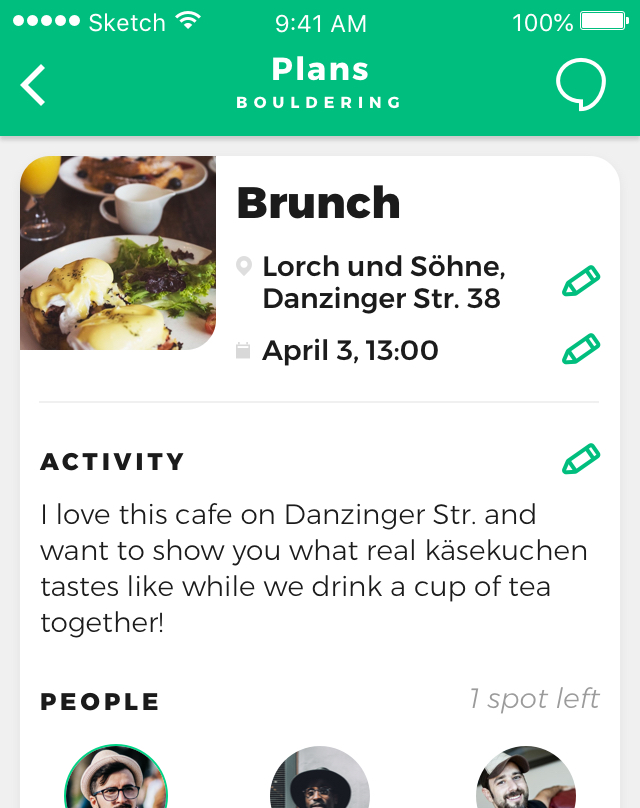 Sketch 9:41 AM 100%
Plans
BOULDERING
Brunch
Lorch und Söhne,
Danzinger Str. 38
April 3, 13:00
ACTIVITY
I love this cafe on Danzinger Str. and
want to show you what real käsekuchen
tastes like while we drink a cup of tea
together!
PEOPLE 1 spot left